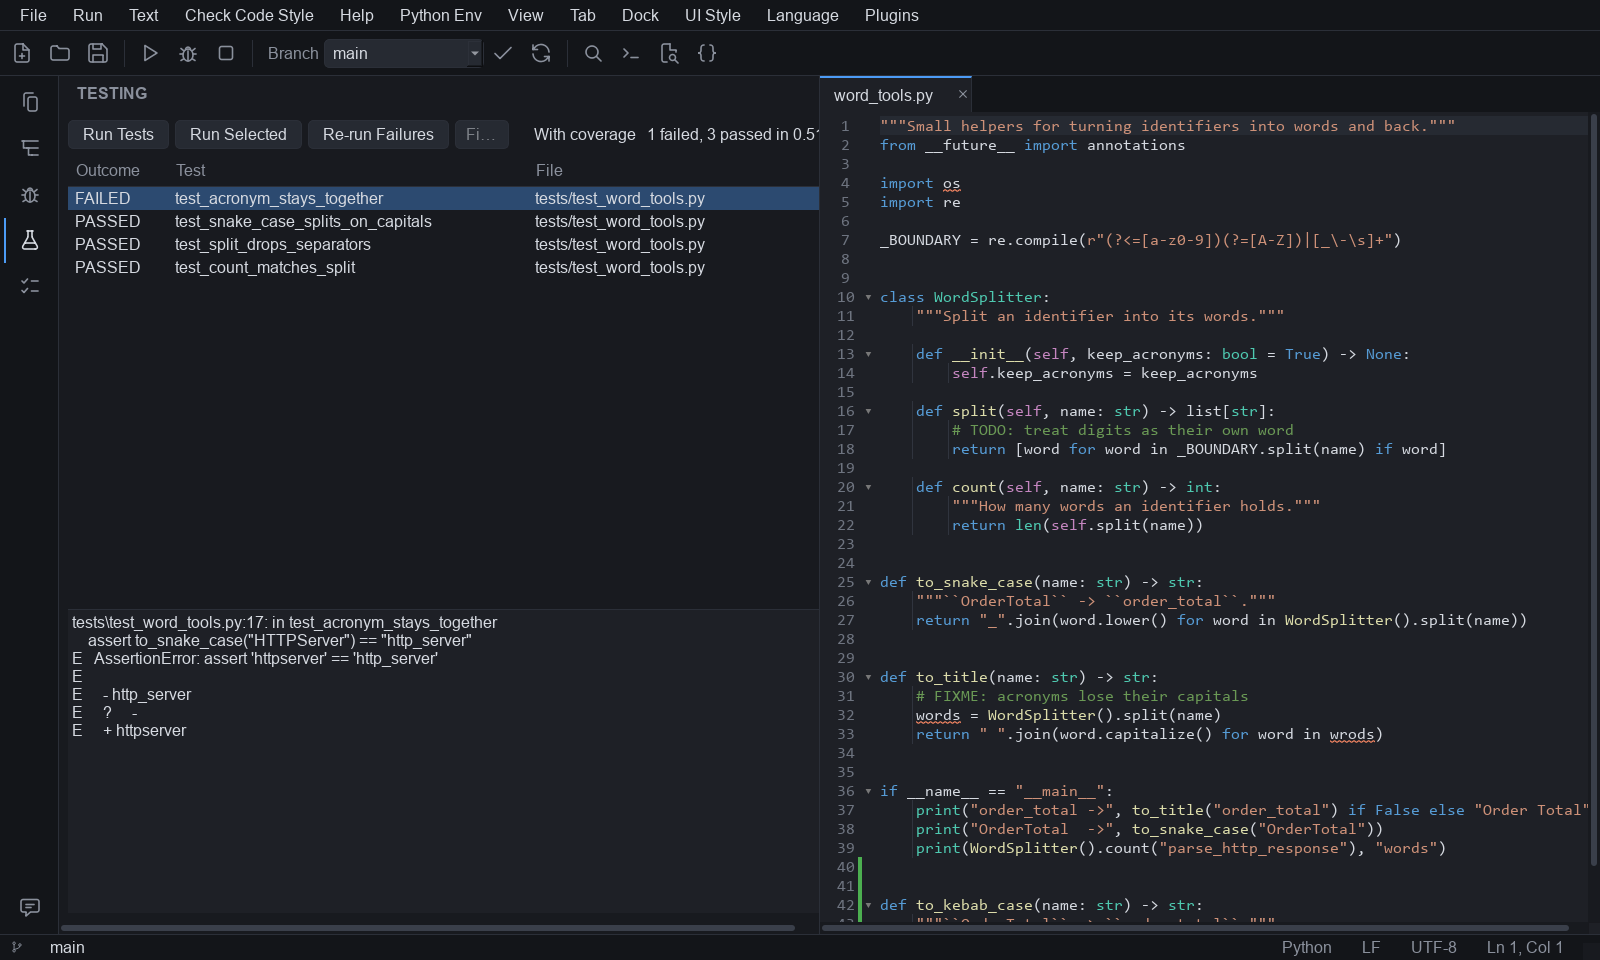 File Run Text Check Code Style Help Python Env View Tab Dock UI Style Language Plugins
Branch main
TESTING
Run Tests Run Selected Re-run Failures Fi… With coverage 1 failed, 3 passed in 0.51
Outcome Test File
FAILED test_acronym_stays_together tests/test_word_tools.py
PASSED test_snake_case_splits_on_capitals tests/test_word_tools.py
PASSED test_split_drops_separators tests/test_word_tools.py
PASSED test_count_matches_split tests/test_word_tools.py
tests\test_word_tools.py:17: in test_acronym_stays_together
assert to_snake_case("HTTPServer") == "http_server"
E AssertionError: assert 'httpserver' == 'http_server'
E
E - http_server
E ? -
E + httpserver
word_tools.py ×
1 """Small helpers for turning identifiers into words and back."""
2 from __future__ import annotations
3
4 import os
5 import re
6
7 _BOUNDARY = re.compile(r"(?<=[a-z0-9])(?=[A-Z])|[_\-\s]+")
8
9
10 class WordSplitter:
11 """Split an identifier into its words."""
12
13 def __init__(self, keep_acronyms: bool = True) -> None:
14 self.keep_acronyms = keep_acronyms
15
16 def split(self, name: str) -> list[str]:
17 # TODO: treat digits as their own word
18 return [word for word in _BOUNDARY.split(name) if word]
19
20 def count(self, name: str) -> int:
21 """How many words an identifier holds."""
22 return len(self.split(name))
23
24
25 def to_snake_case(name: str) -> str:
26 """``OrderTotal`` -> ``order_total``."""
27 return "_".join(word.lower() for word in WordSplitter().split(name))
28
29
30 def to_title(name: str) -> str:
31 # FIXME: acronyms lose their capitals
32 words = WordSplitter().split(name)
33 return " ".join(word.capitalize() for word in wrods)
34
35
36 if __name__ == "__main__":
37 print("order_total ->", to_title("order_total") if False else "Order Total"
38 print("OrderTotal  ->", to_snake_case("OrderTotal"))
39 print(WordSplitter().count("parse_http_response"), "words")
40
41
42 def to_kebab_case(name: str) -> str:
main Python LF UTF-8 Ln 1, Col 1